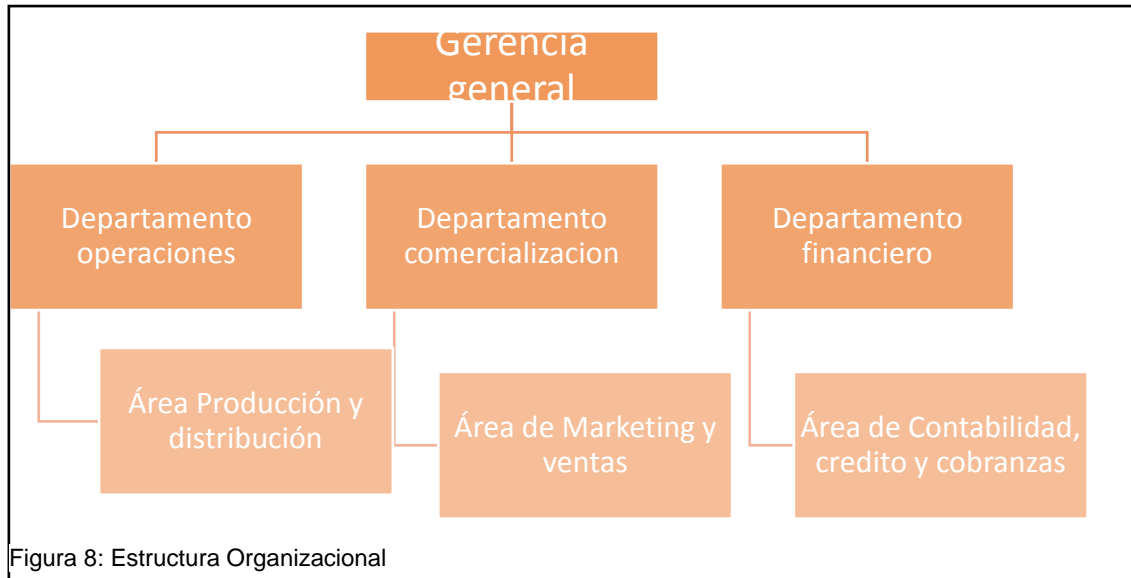 Gerencia
general
Departamento
operaciones
Departamento
comercializacion
Departamento
financiero
Área Producción y
distribución
Área de Marketing y
ventas
Área de Contabilidad,
credito y cobranzas
Figura 8: Estructura Organizacional